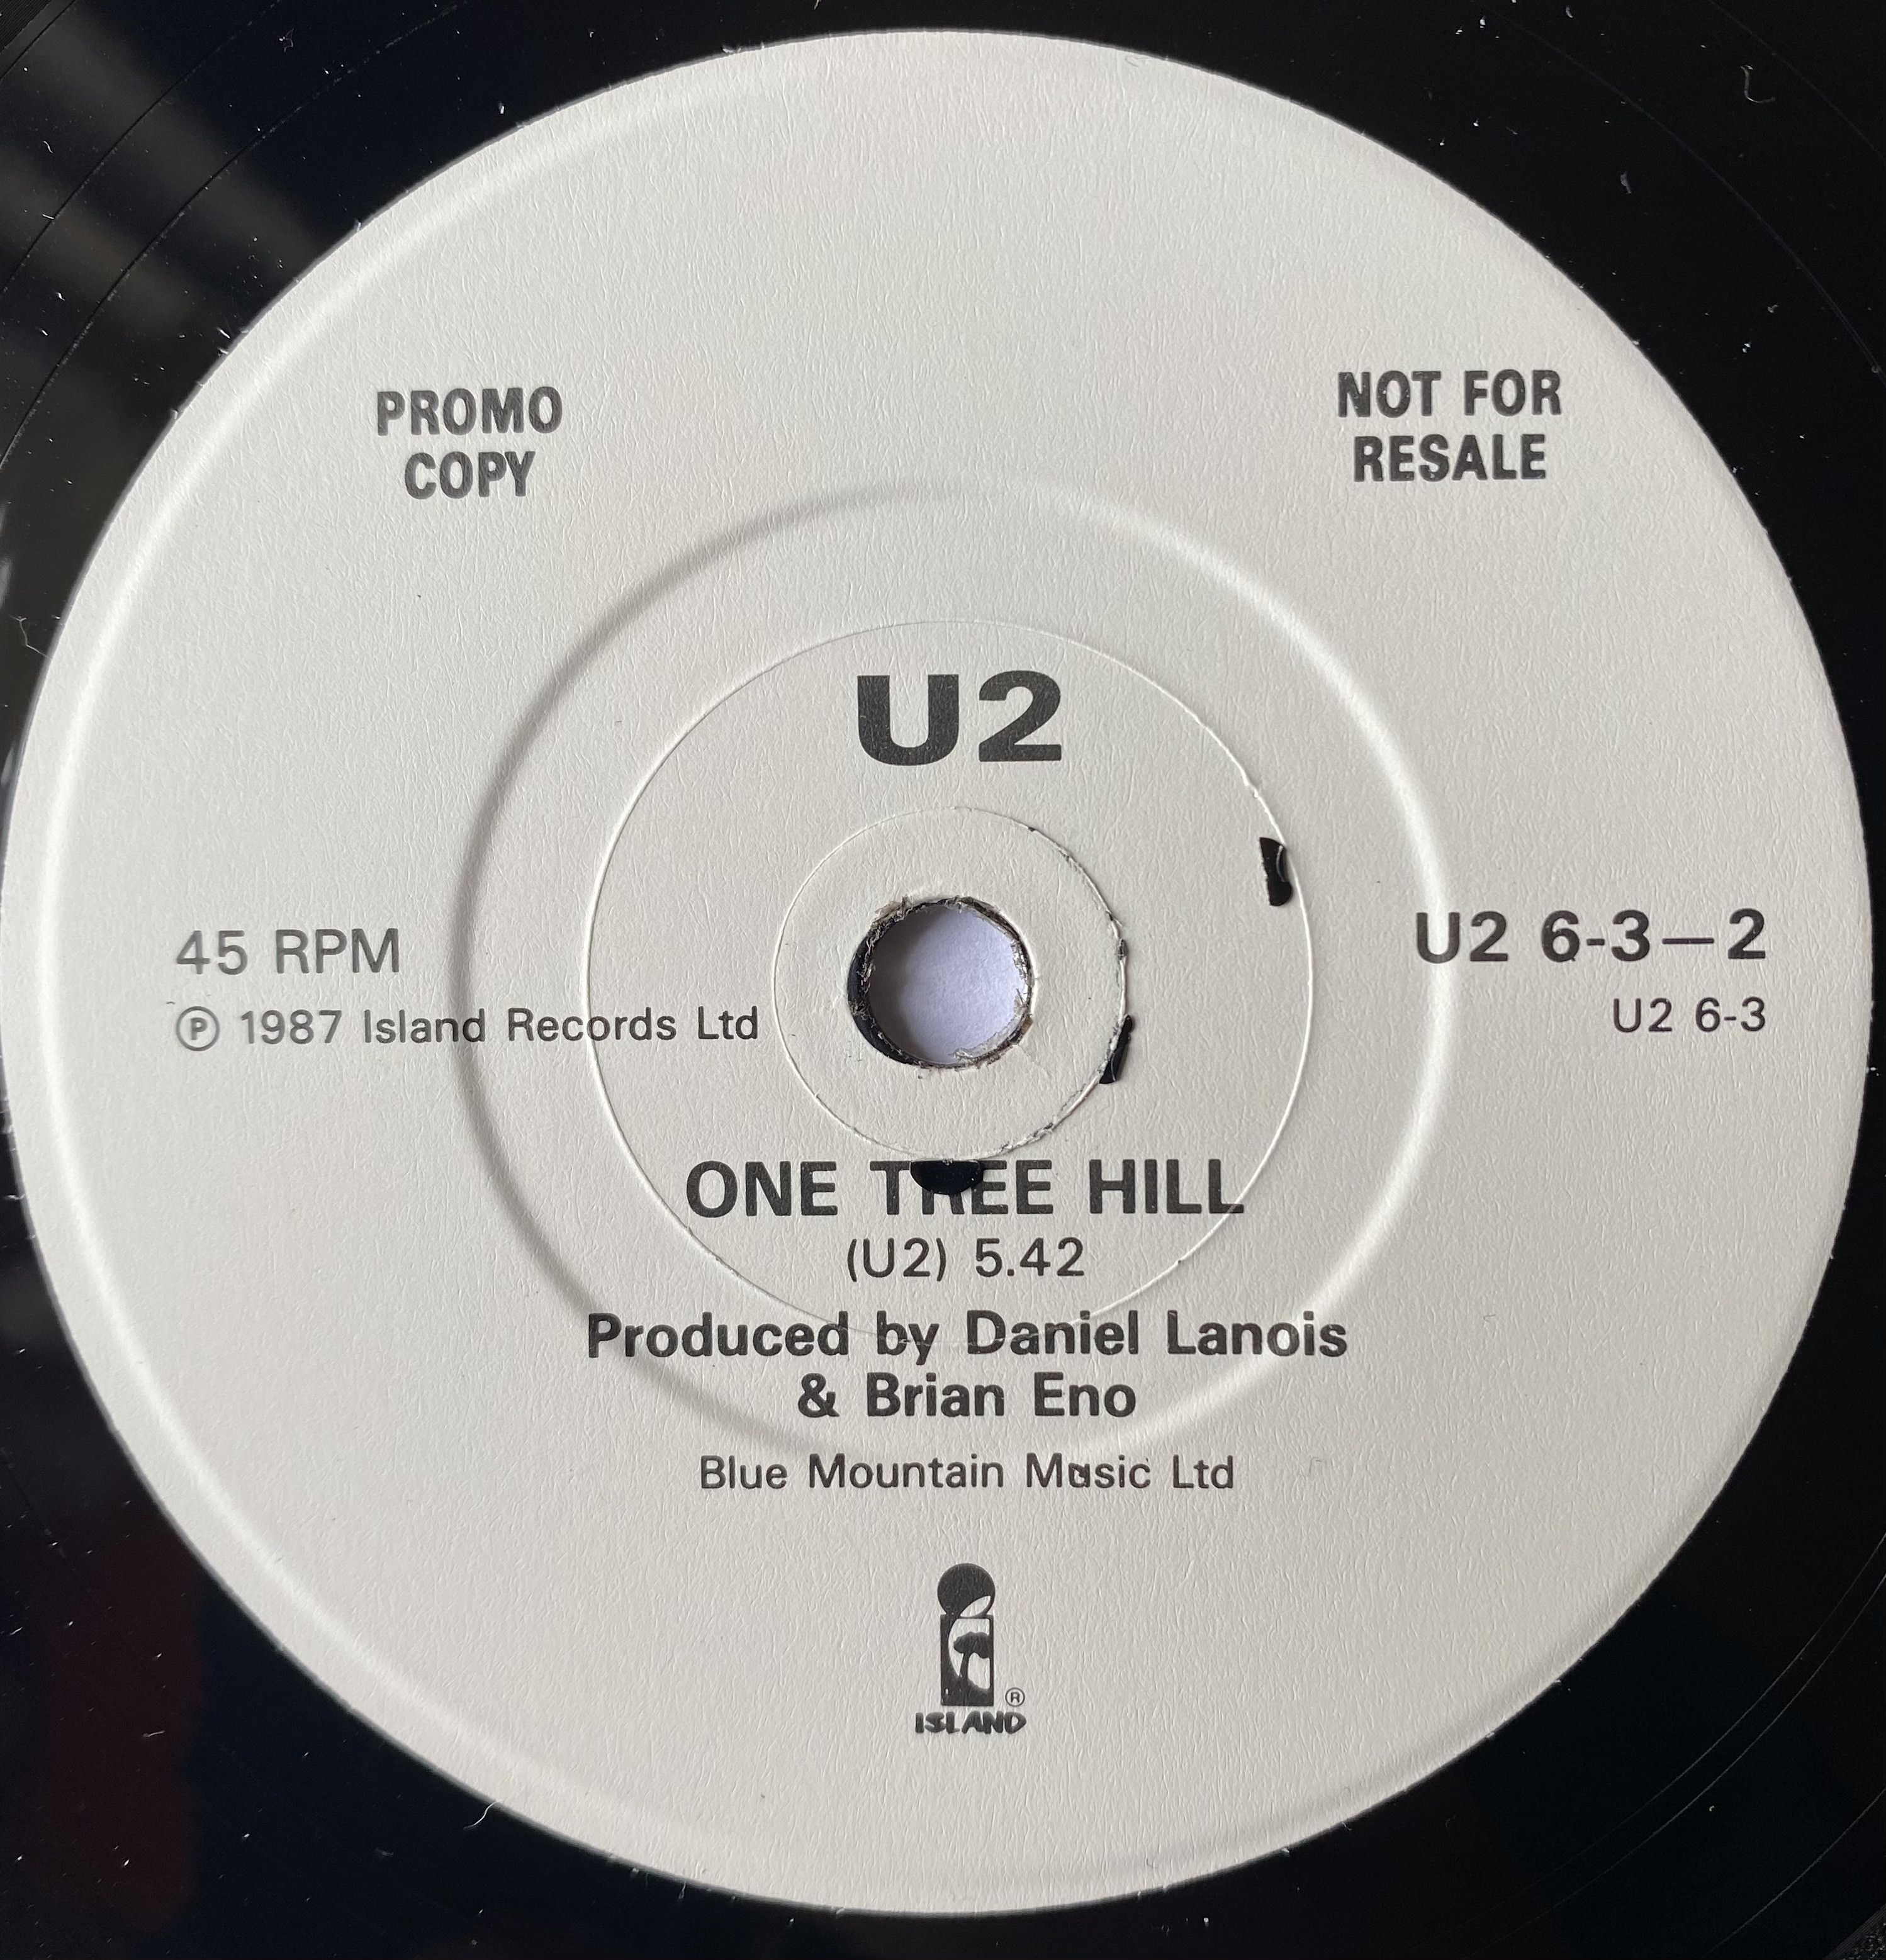 PROMO
COPY
NOT FOR
RESALE
U2
45 RPM
℗ 1987 Island Records Ltd
U2 6-3—2
U2 6-3
ONE TREE HILL
(U2) 5.42
Produced by Daniel Lanois
& Brian Eno
Blue Mountain Music Ltd
®
ISLAND